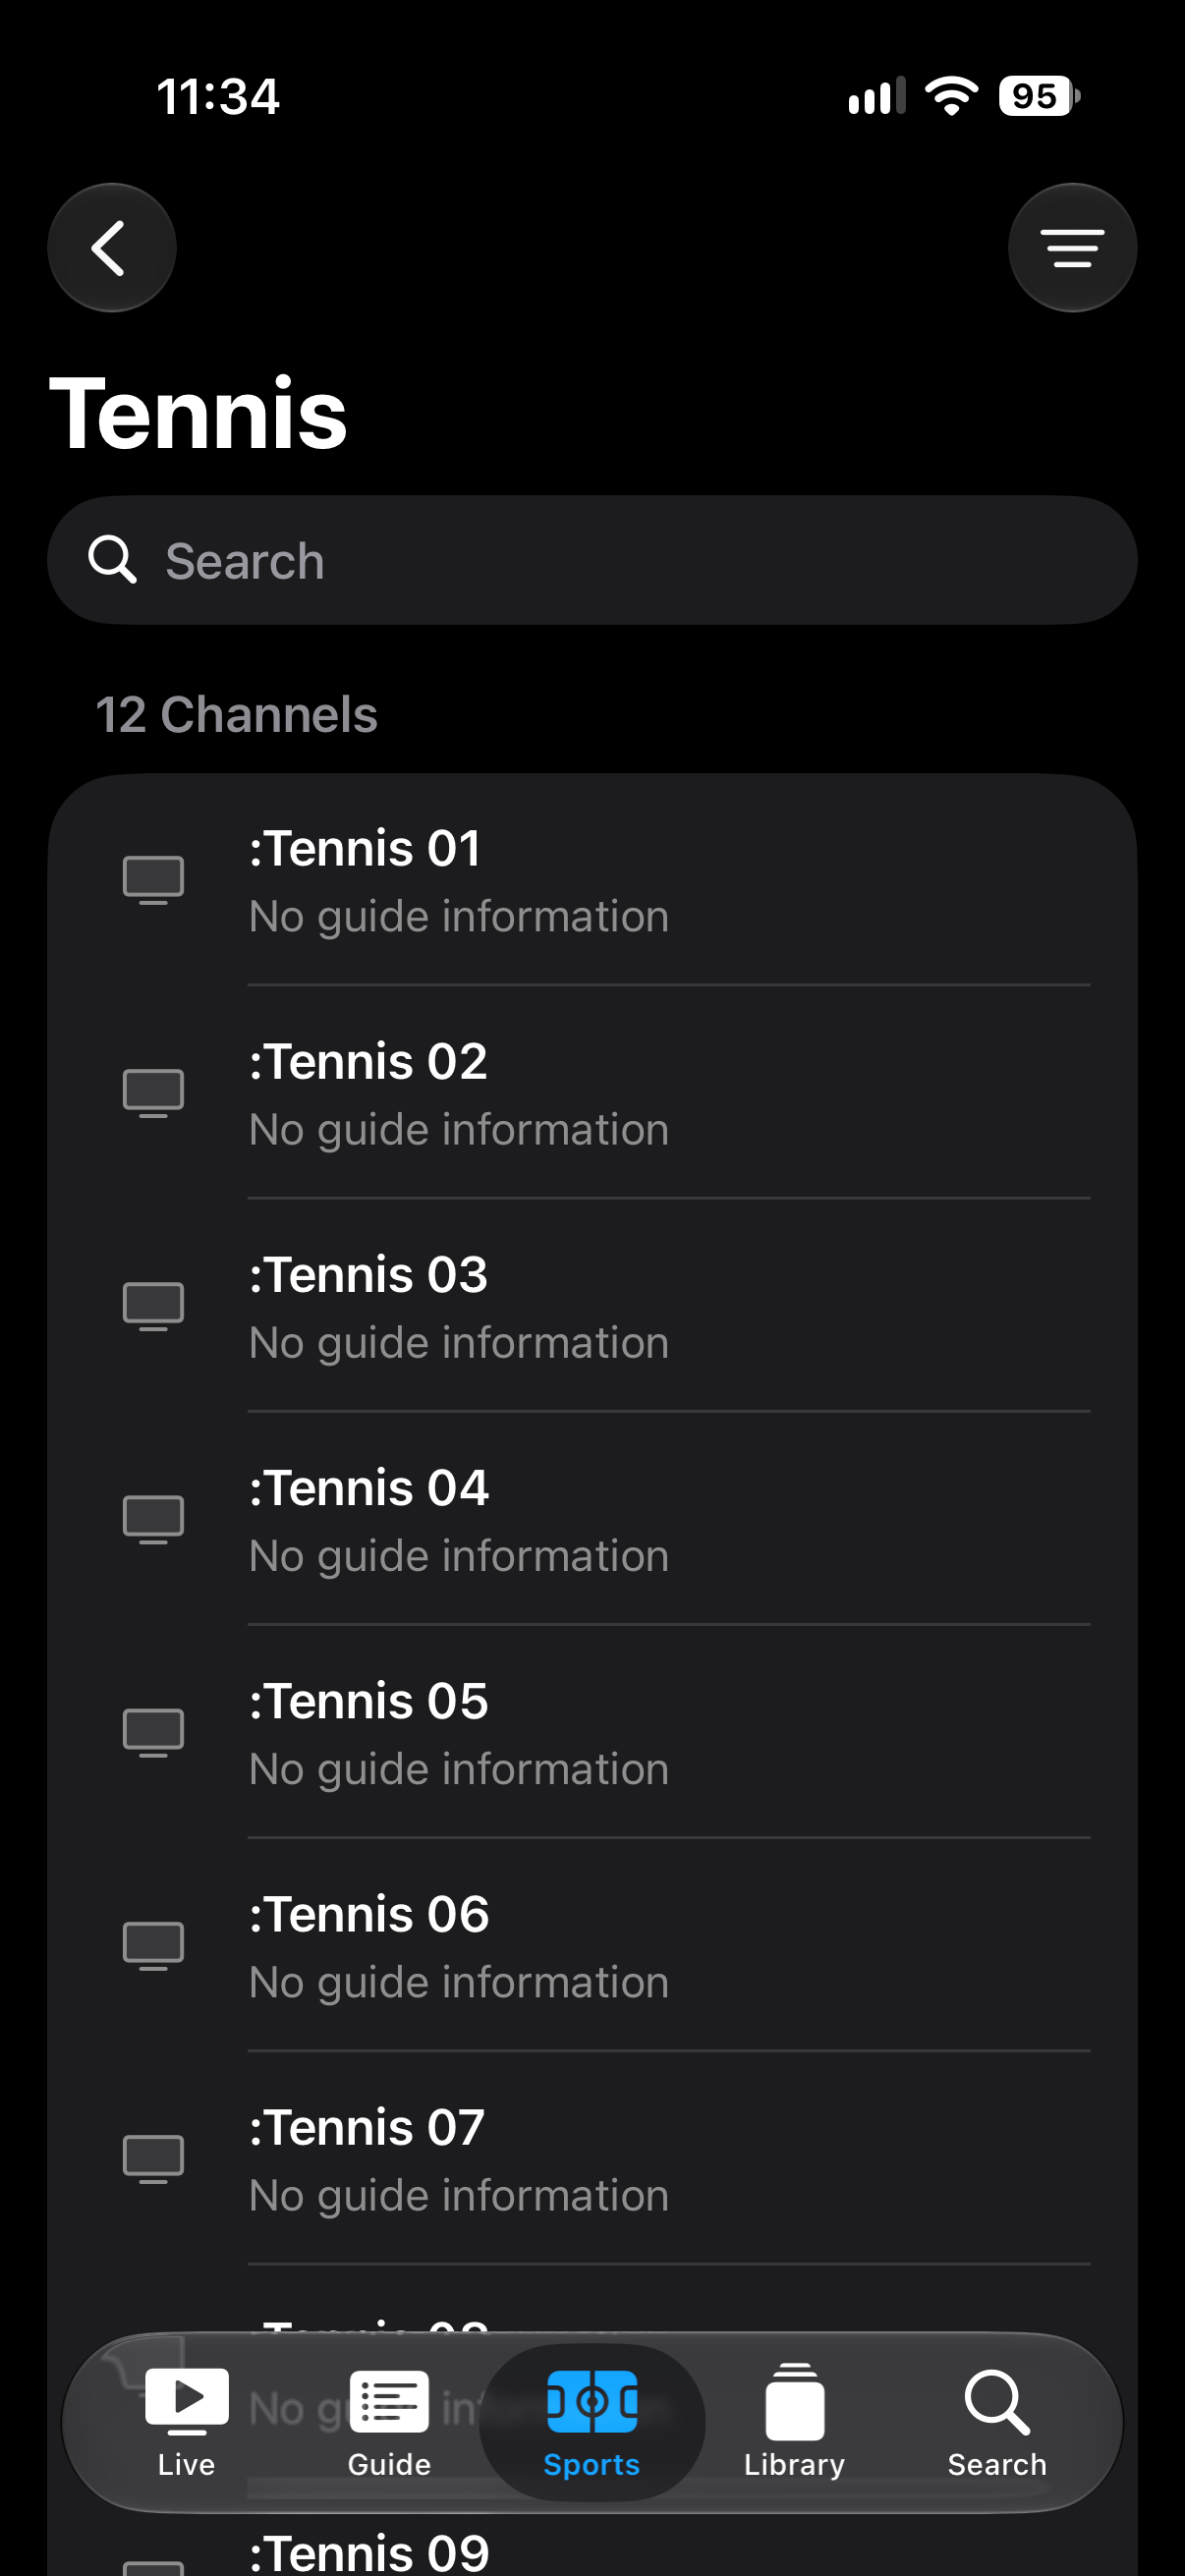 11:34
95
Tennis
Search
12 Channels
:Tennis 01
No guide information
:Tennis 02
No guide information
:Tennis 03
No guide information
:Tennis 04
No guide information
:Tennis 05
No guide information
:Tennis 06
No guide information
:Tennis 07
No guide information
:Tennis 08
Live
Guide
Sports
Library
Search
:Tennis 09